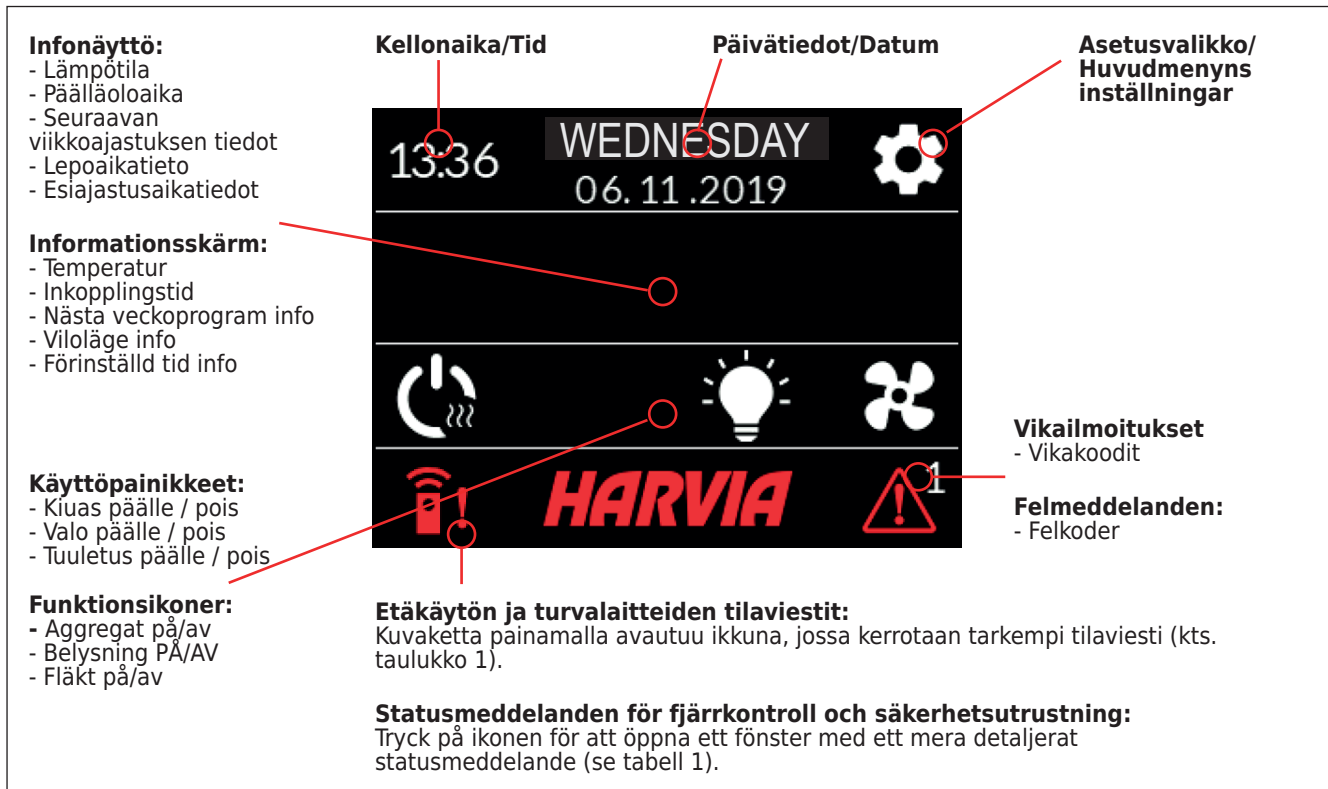 Infonäyttö:
- Lämpötila
- Päälläoloaika
- Seuraavan
viikkoajastuksen tiedot
- Lepoaikatieto
- Esiajastusaikatiedot
Informationsskärm:
- Temperatur
- Inkopplingstid
- Nästa veckoprogram info
- Viloläge info
- Förinställd tid info
Käyttöpainikkeet:
- Kiuas päälle / pois
- Valo päälle / pois
- Tuuletus päälle / pois
Funktionsikoner:
- Aggregat på/av
- Belysning PÅ/AV
- Fläkt på/av
Kellonaika/Tid
Päivätiedot/Datum
Asetusvalikko/
Huvudmenyns
inställningar
13:36
WEDNESDAY
06. 11 .2019
HARVIA
1
Vikailmoitukset
- Vikakoodit
Felmeddelanden:
- Felkoder
Etäkäytön ja turvalaitteiden tilaviestit:
Kuvaketta painamalla avautuu ikkuna, jossa kerrotaan tarkempi tilaviesti (kts.
taulukko 1).
Statusmeddelanden för fjärrkontroll och säkerhetsutrustning:
Tryck på ikonen för att öppna ett fönster med ett mera detaljerat
statusmeddelande (se tabell 1).